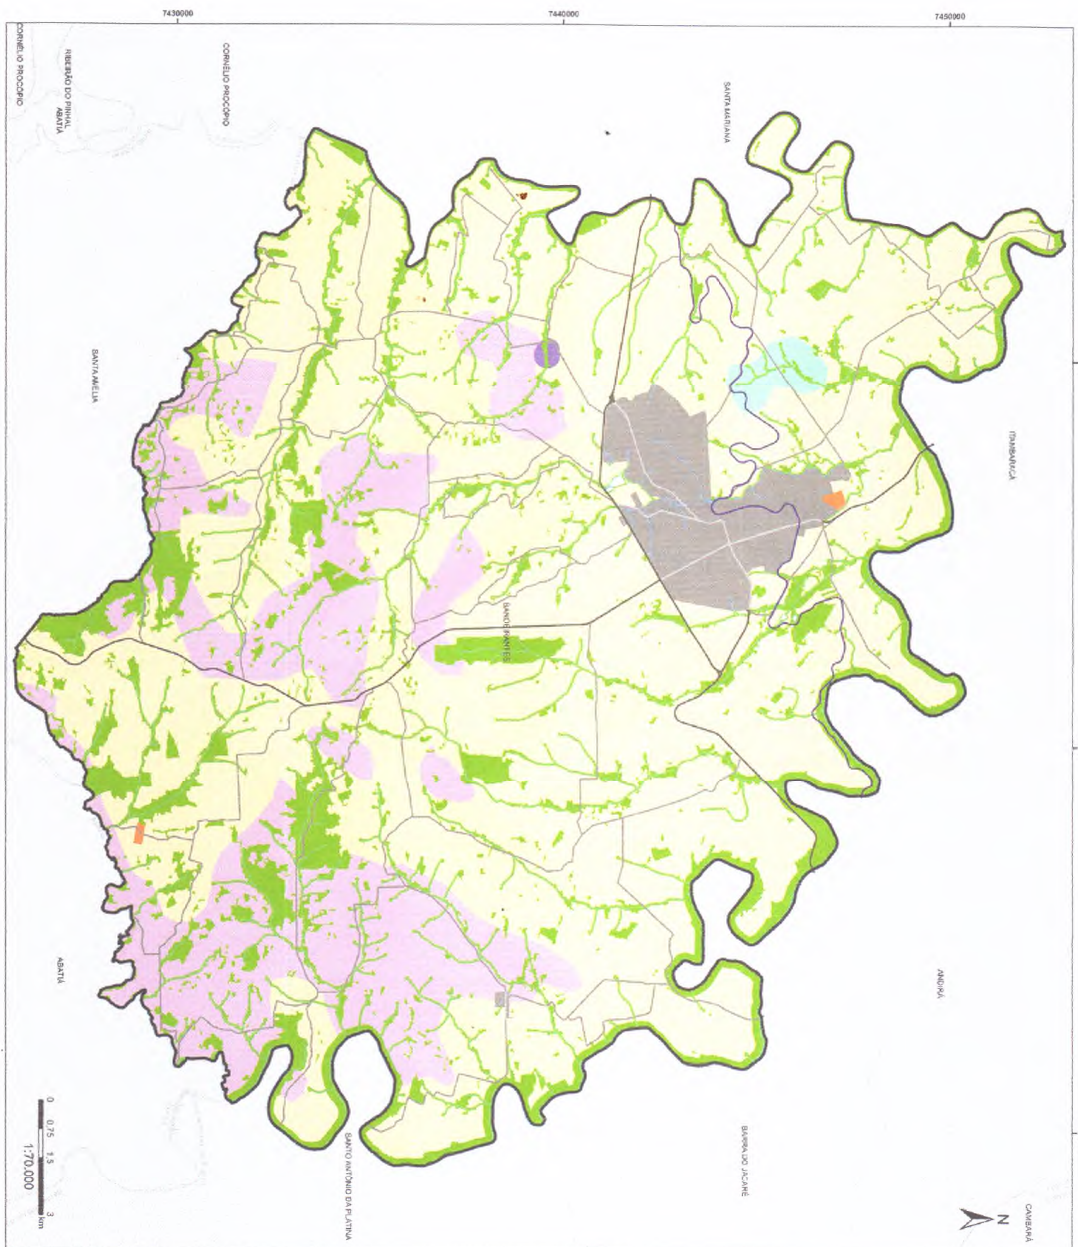 7430000
7440000
7450000
CORNÉLIO PROCÓPIO
RIBEIRÃO DO PINHAL
ABATIÁ
CORNÉLIO PROCÓPIO
SANTA MARIANA
SANTA AMÉLIA
ITAMBARACÁ
BANDEIRANTES
ABATIÁ
ANDIRÁ
SANTO ANTÔNIO DA PLATINA
BARRA DO JACARÉ
CAMBARÁ
N
0 0.75 1.5 3
km
1:70.000